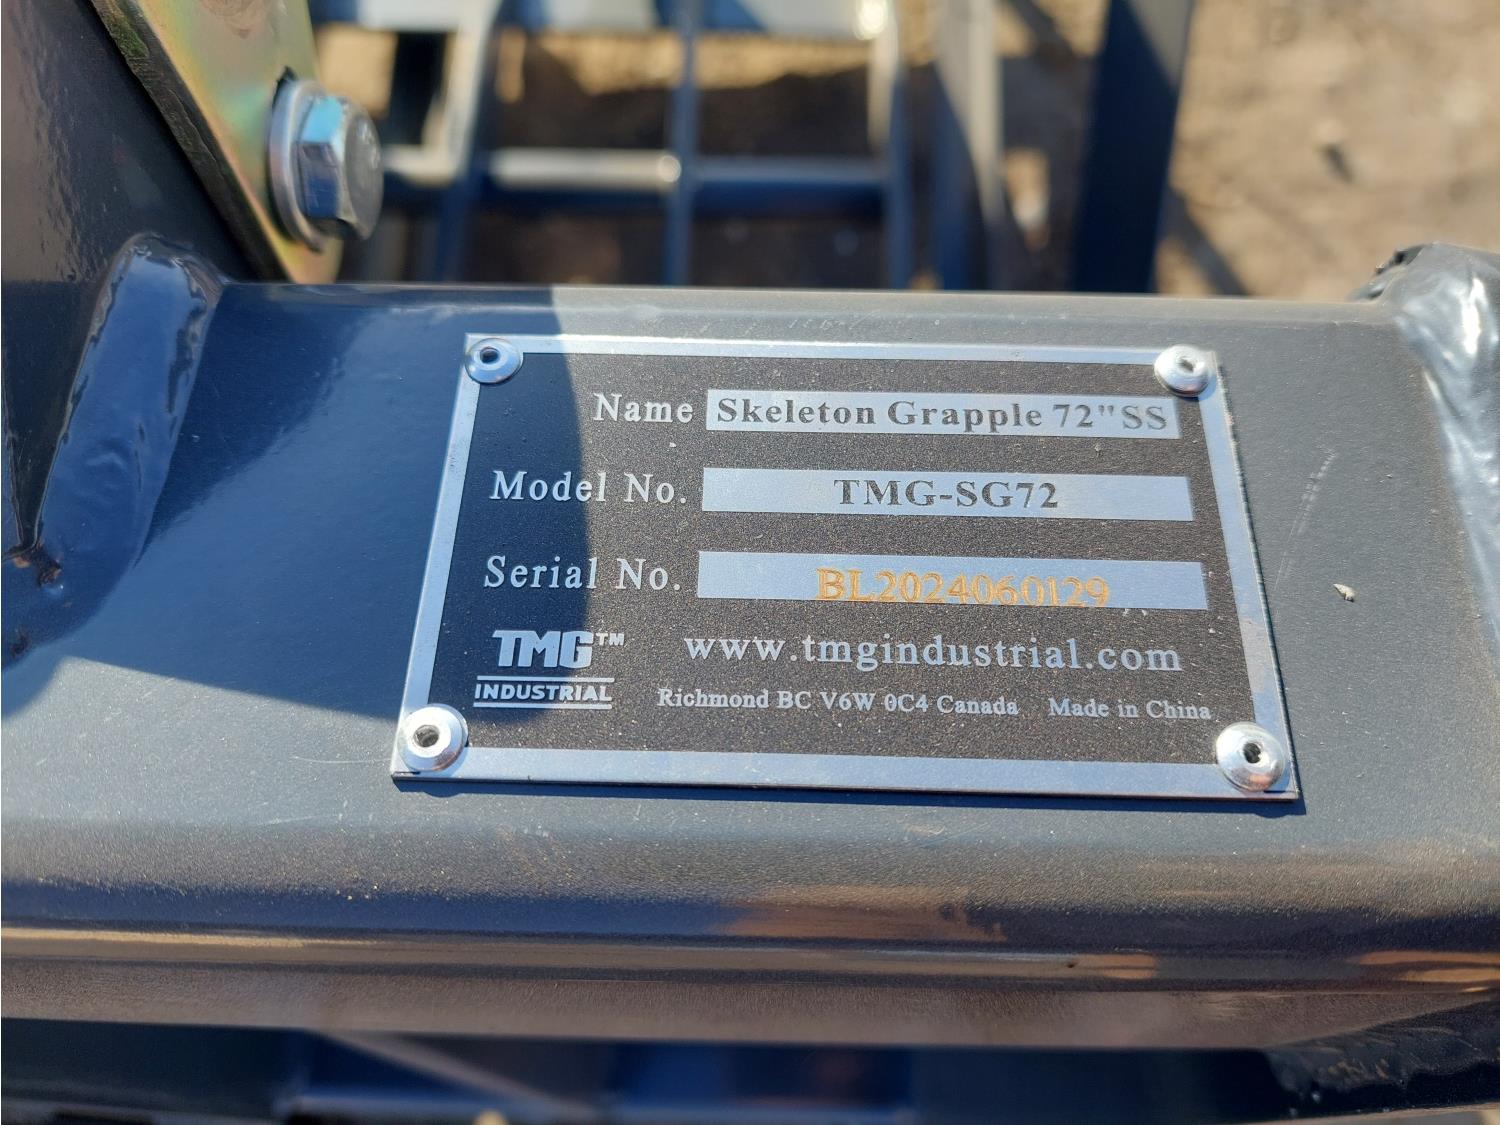 Name Skeleton Grapple 72"SS
Model No. TMG-SG72
Serial No. BL2024060129
TMG™ www.tmgindustrial.com
INDUSTRIAL Richmond BC V6W 0C4 Canada Made in China